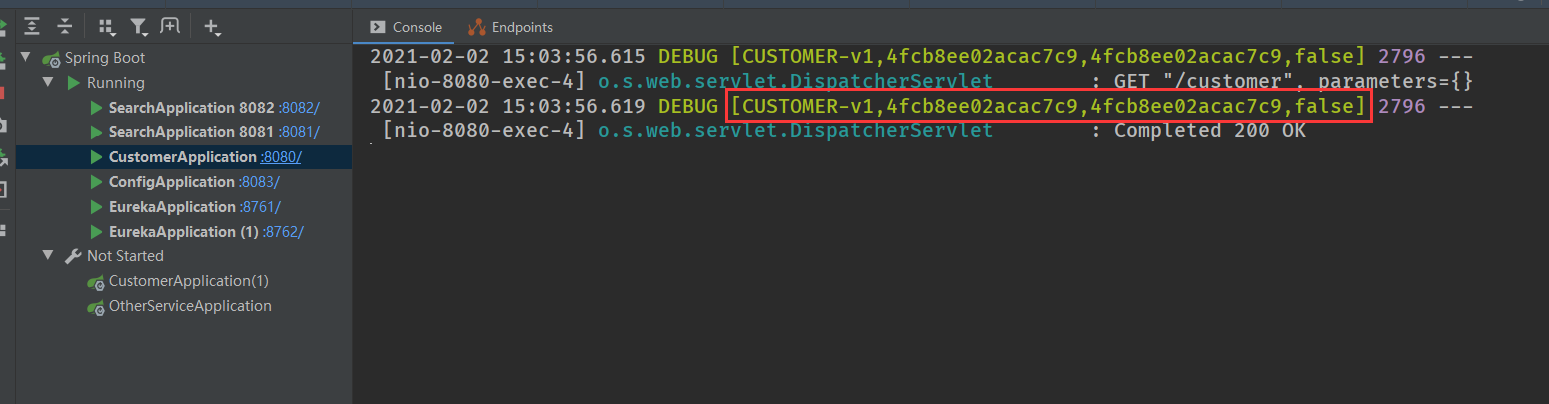 Spring Boot
Running
SearchApplication 8082 :8082/
SearchApplication 8081 :8081/
CustomerApplication :8080/
ConfigApplication :8083/
EurekaApplication :8761/
EurekaApplication (1) :8762/
Not Started
CustomerApplication(1)
OtherServiceApplication
Console Endpoints
2021-02-02 15:03:56.615 DEBUG [CUSTOMER-v1,4fcb8ee02acac7c9,4fcb8ee02acac7c9,false] 2796 ---
[nio-8080-exec-4] o.s.web.servlet.DispatcherServlet : GET "/customer", parameters={}
2021-02-02 15:03:56.619 DEBUG [CUSTOMER-v1,4fcb8ee02acac7c9,4fcb8ee02acac7c9,false] 2796 ---
[nio-8080-exec-4] o.s.web.servlet.DispatcherServlet : Completed 200 OK